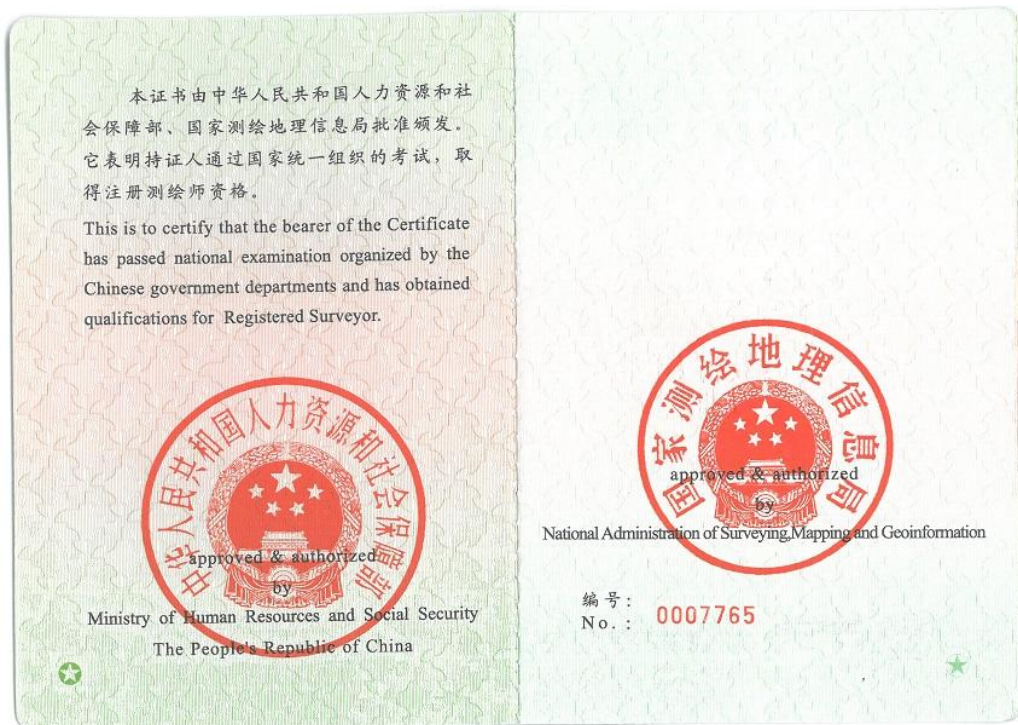 本证书由中华人民共和国人力资源和社
会保障部、国家测绘地理信息局批准颁发。
它表明持证人通过国家统一组织的考试，取
得注册测绘师资格。
This is to certify that the bearer of the Certificate
has passed national examination organized by the
Chinese government departments and has obtained
qualifications for Registered Surveyor.
中华人民共和国人力资源和社会保障部
approved & authorized
by
Ministry of Human Resources and Social Security
The People's Republic of China
国家测绘地理信息局
approved & authorized
by
National Administration of Surveying,Mapping and Geoinformation
编号：
No.： 0007765